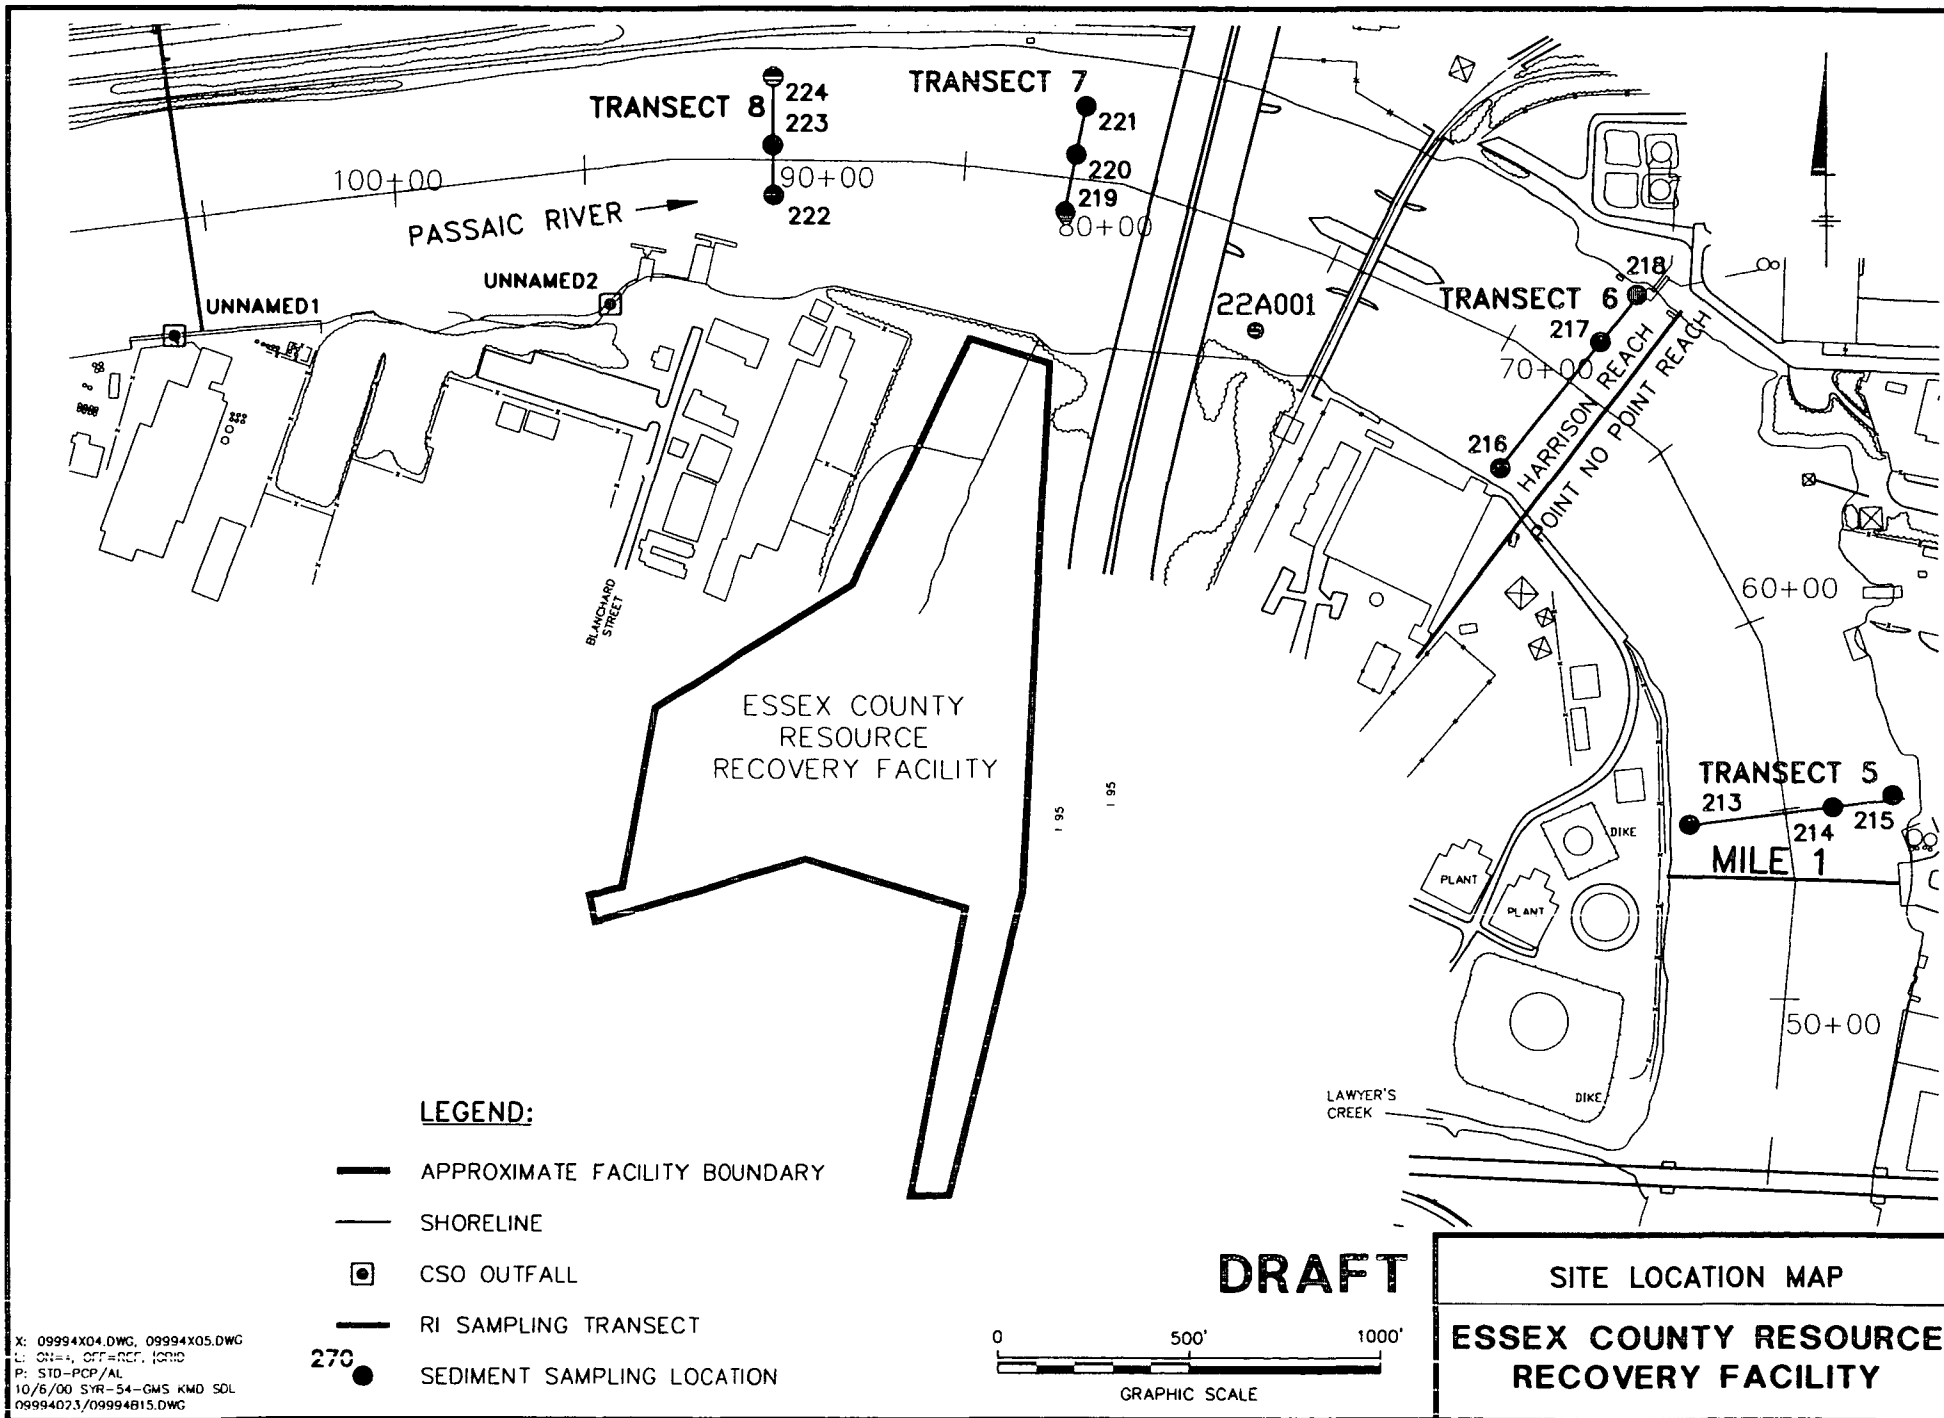 TRANSECT 7
TRANSECT 8
224
223
222
221
220
219
100+00
90+00
80+00
PASSAIC RIVER
UNNAMED1
UNNAMED2
22A001
218
TRANSECT 6
217
70+00
216
HARRISON REACH
POINT NO POINT REACH
60+00
BLANCHARD
STREET
ESSEX COUNTY
RESOURCE
RECOVERY FACILITY
I 95
I 95
TRANSECT 5
213
214
215
MILE 1
DIKE
PLANT
PLANT
50+00
DIKE
LAWYER'S
CREEK
LEGEND:
APPROXIMATE FACILITY BOUNDARY
SHORELINE
CSO OUTFALL
RI SAMPLING TRANSECT
270
SEDIMENT SAMPLING LOCATION
DRAFT
0 500' 1000'
GRAPHIC SCALE
SITE LOCATION MAP
ESSEX COUNTY RESOURCE
RECOVERY FACILITY
X: 09994X04.DWG, 09994X05.DWG
L: ON=*, OFF=REF,
P: STD-PCP/AL
10/6/00 SYR-54-GMS KMD SDL
09994023/09994B15.DWG